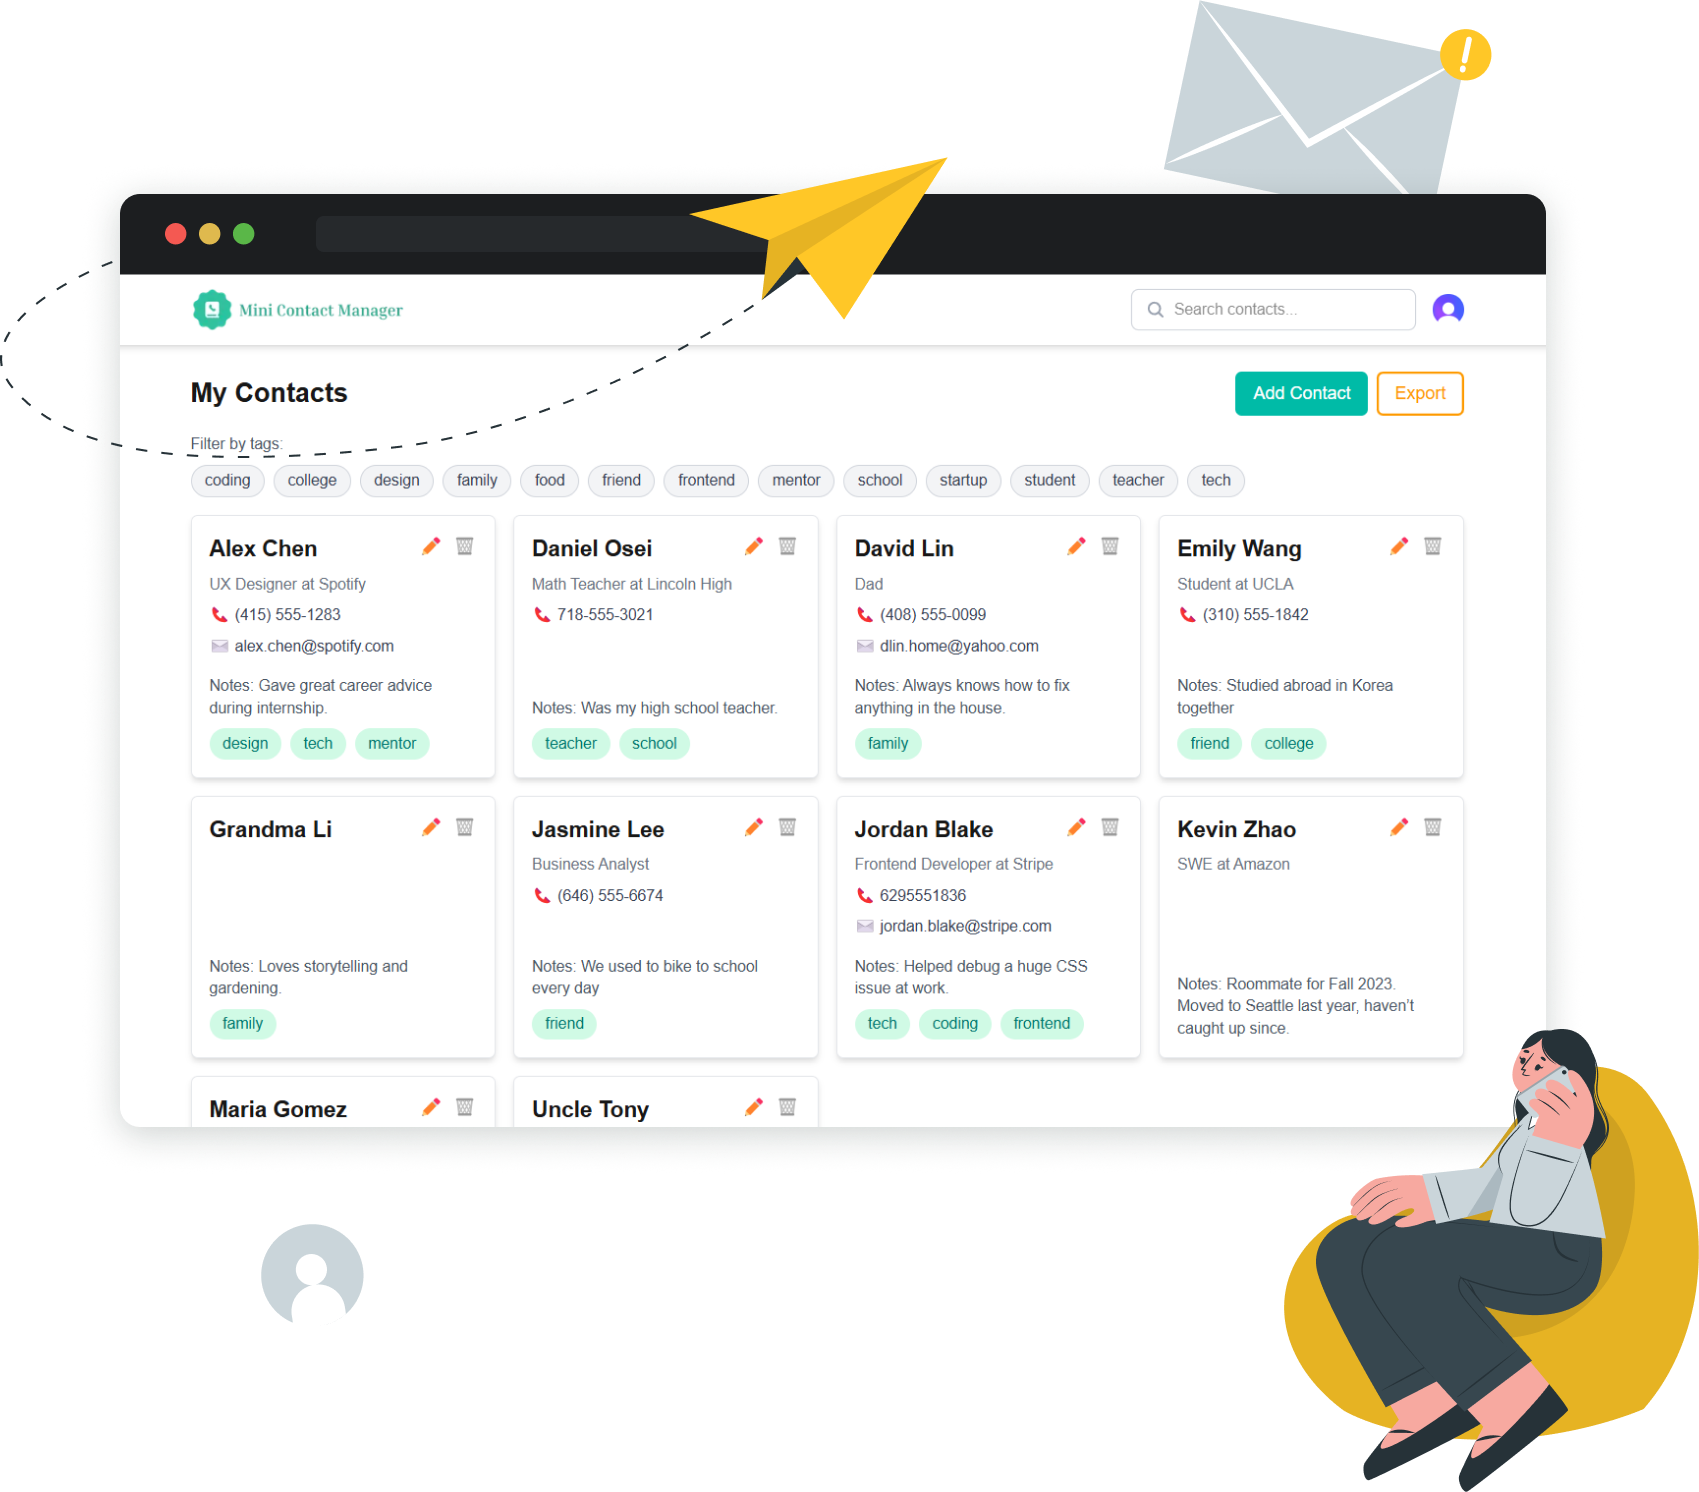 Mini Contact Manager
Search contacts...
My Contacts
Add Contact
Export
Filter by tags:
coding
college
design
family
food
friend
frontend
mentor
school
startup
student
teacher
tech
Alex Chen
UX Designer at Spotify
(415) 555-1283
alex.chen@spotify.com
Notes: Gave great career advice
during internship.
design
tech
mentor
Daniel Osei
Math Teacher at Lincoln High
718-555-3021
Notes: Was my high school teacher.
teacher
school
David Lin
Dad
(408) 555-0099
dlin.home@yahoo.com
Notes: Always knows how to fix
anything in the house.
family
Emily Wang
Student at UCLA
(310) 555-1842
Notes: Studied abroad in Korea
together
friend
college
Grandma Li
Notes: Loves storytelling and
gardening.
family
Jasmine Lee
Business Analyst
(646) 555-6674
Notes: We used to bike to school
every day
friend
Jordan Blake
Frontend Developer at Stripe
6295551836
jordan.blake@stripe.com
Notes: Helped debug a huge CSS
issue at work.
tech
coding
frontend
Kevin Zhao
SWE at Amazon
Notes: Roommate for Fall 2023.
Moved to Seattle last year, haven't
caught up since.
Maria Gomez
Uncle Tony